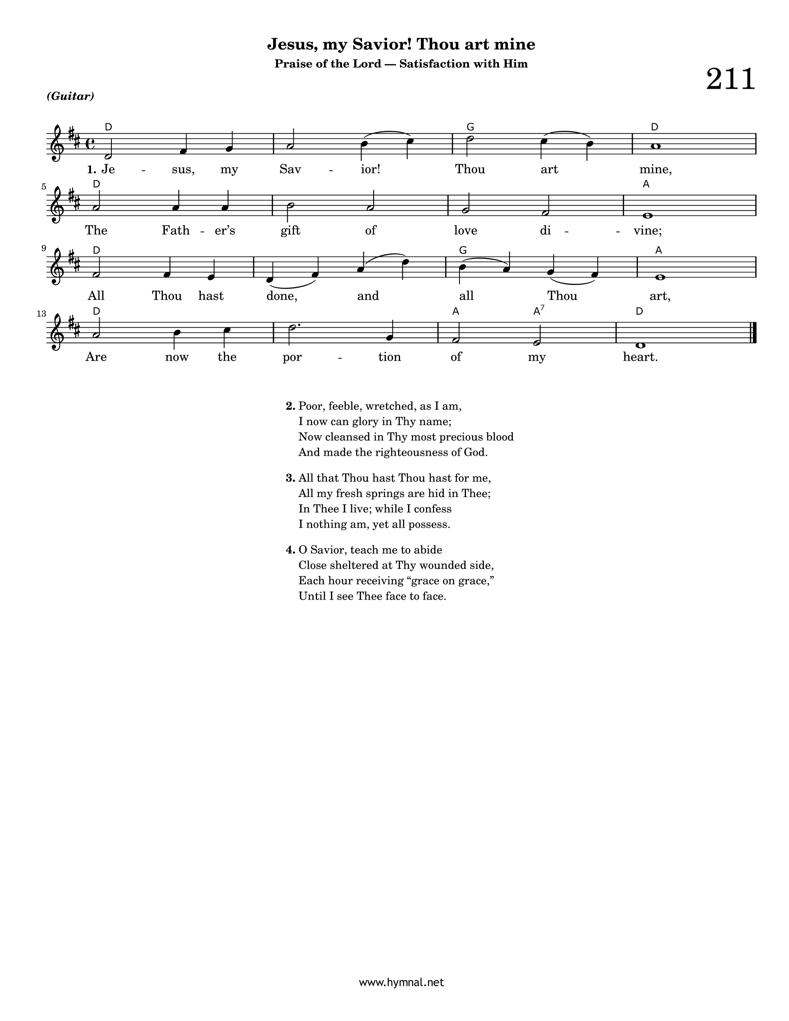 Jesus, my Savior! Thou art mine
Praise of the Lord — Satisfaction with Him
211
(Guitar)
D G D
1. Je - sus, my Sav - ior! Thou art mine,
5
D A
The Fath - er's gift of love di - - vine;
9
D G A
All Thou hast done, and all Thou art,
13
D A A7 D
Are now the por - tion of my heart.
2. Poor, feeble, wretched, as I am,
I now can glory in Thy name;
Now cleansed in Thy most precious blood
And made the righteousness of God.
3. All that Thou hast Thou hast for me,
All my fresh springs are hid in Thee;
In Thee I live; while I confess
I nothing am, yet all possess.
4. O Savior, teach me to abide
Close sheltered at Thy wounded side,
Each hour receiving “grace on grace,”
Until I see Thee face to face.
www.hymnal.net